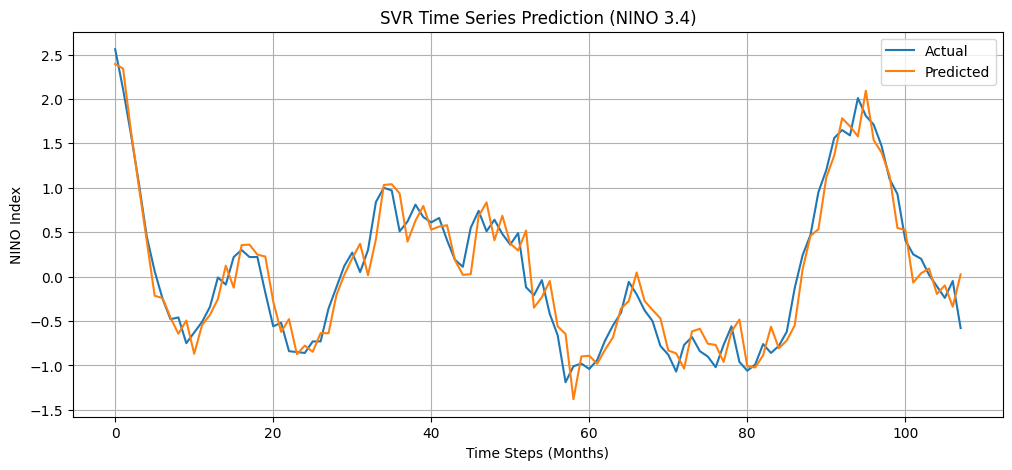 SVR Time Series Prediction (NINO 3.4)
Actual
Predicted
NINO Index
2.5
2.0
1.5
1.0
0.5
0.0
−0.5
−1.0
−1.5
0 20 40 60 80 100
Time Steps (Months)